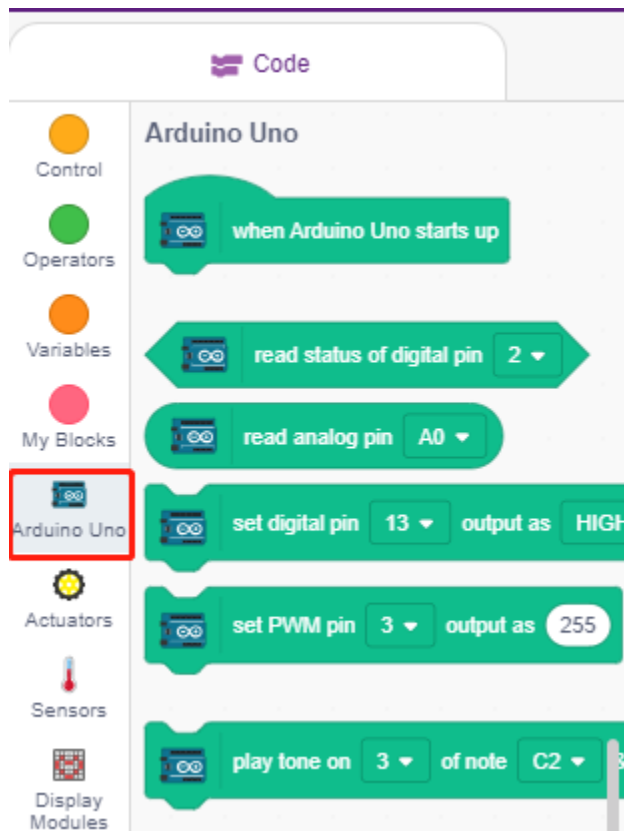 Code
Arduino Uno
Control
when Arduino Uno starts up
Operators
Variables
read status of digital pin 2
My Blocks
read analog pin A0
Arduino Uno
set digital pin 13 output as HIGH
Actuators
set PWM pin 3 output as 255
Sensors
play tone on 3 of note C2
Display
Modules